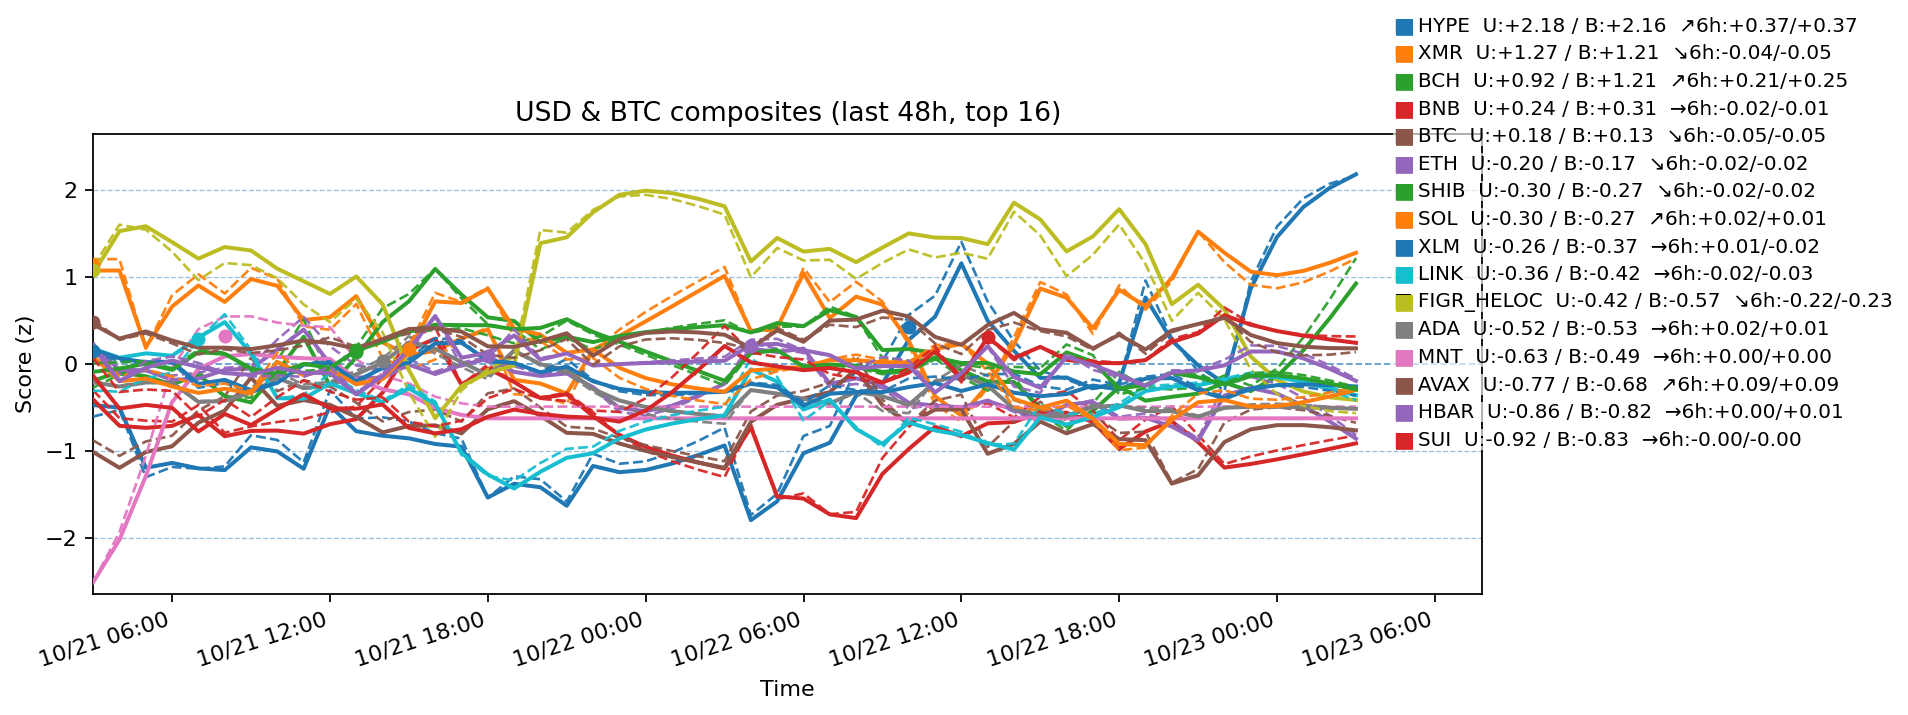 HYPE U:+2.18 / B:+2.16 ↗6h:+0.37/+0.37
XMR U:+1.27 / B:+1.21 ↘6h:-0.04/-0.05
BCH U:+0.92 / B:+1.21 ↗6h:+0.21/+0.25
BNB U:+0.24 / B:+0.31 →6h:-0.02/-0.01
BTC U:+0.18 / B:+0.13 ↘6h:-0.05/-0.05
ETH U:-0.20 / B:-0.17 ↘6h:-0.02/-0.02
SHIB U:-0.30 / B:-0.27 ↘6h:-0.02/-0.02
SOL U:-0.30 / B:-0.27 ↗6h:+0.02/+0.01
XLM U:-0.26 / B:-0.37 →6h:+0.01/-0.02
LINK U:-0.36 / B:-0.42 →6h:-0.02/-0.03
FIGR_HELOC U:-0.42 / B:-0.57 ↘6h:-0.22/-0.23
ADA U:-0.52 / B:-0.53 →6h:+0.02/+0.01
MNT U:-0.63 / B:-0.49 →6h:+0.00/+0.00
AVAX U:-0.77 / B:-0.68 ↗6h:+0.09/+0.09
HBAR U:-0.86 / B:-0.82 →6h:+0.00/+0.01
SUI U:-0.92 / B:-0.83 →6h:-0.00/-0.00
USD & BTC composites (last 48h, top 16)
Score (z)
2
1
0
−1
−2
10/21 06:00
10/21 12:00
10/21 18:00
10/22 00:00
10/22 06:00
10/22 12:00
10/22 18:00
10/23 00:00
10/23 06:00
Time